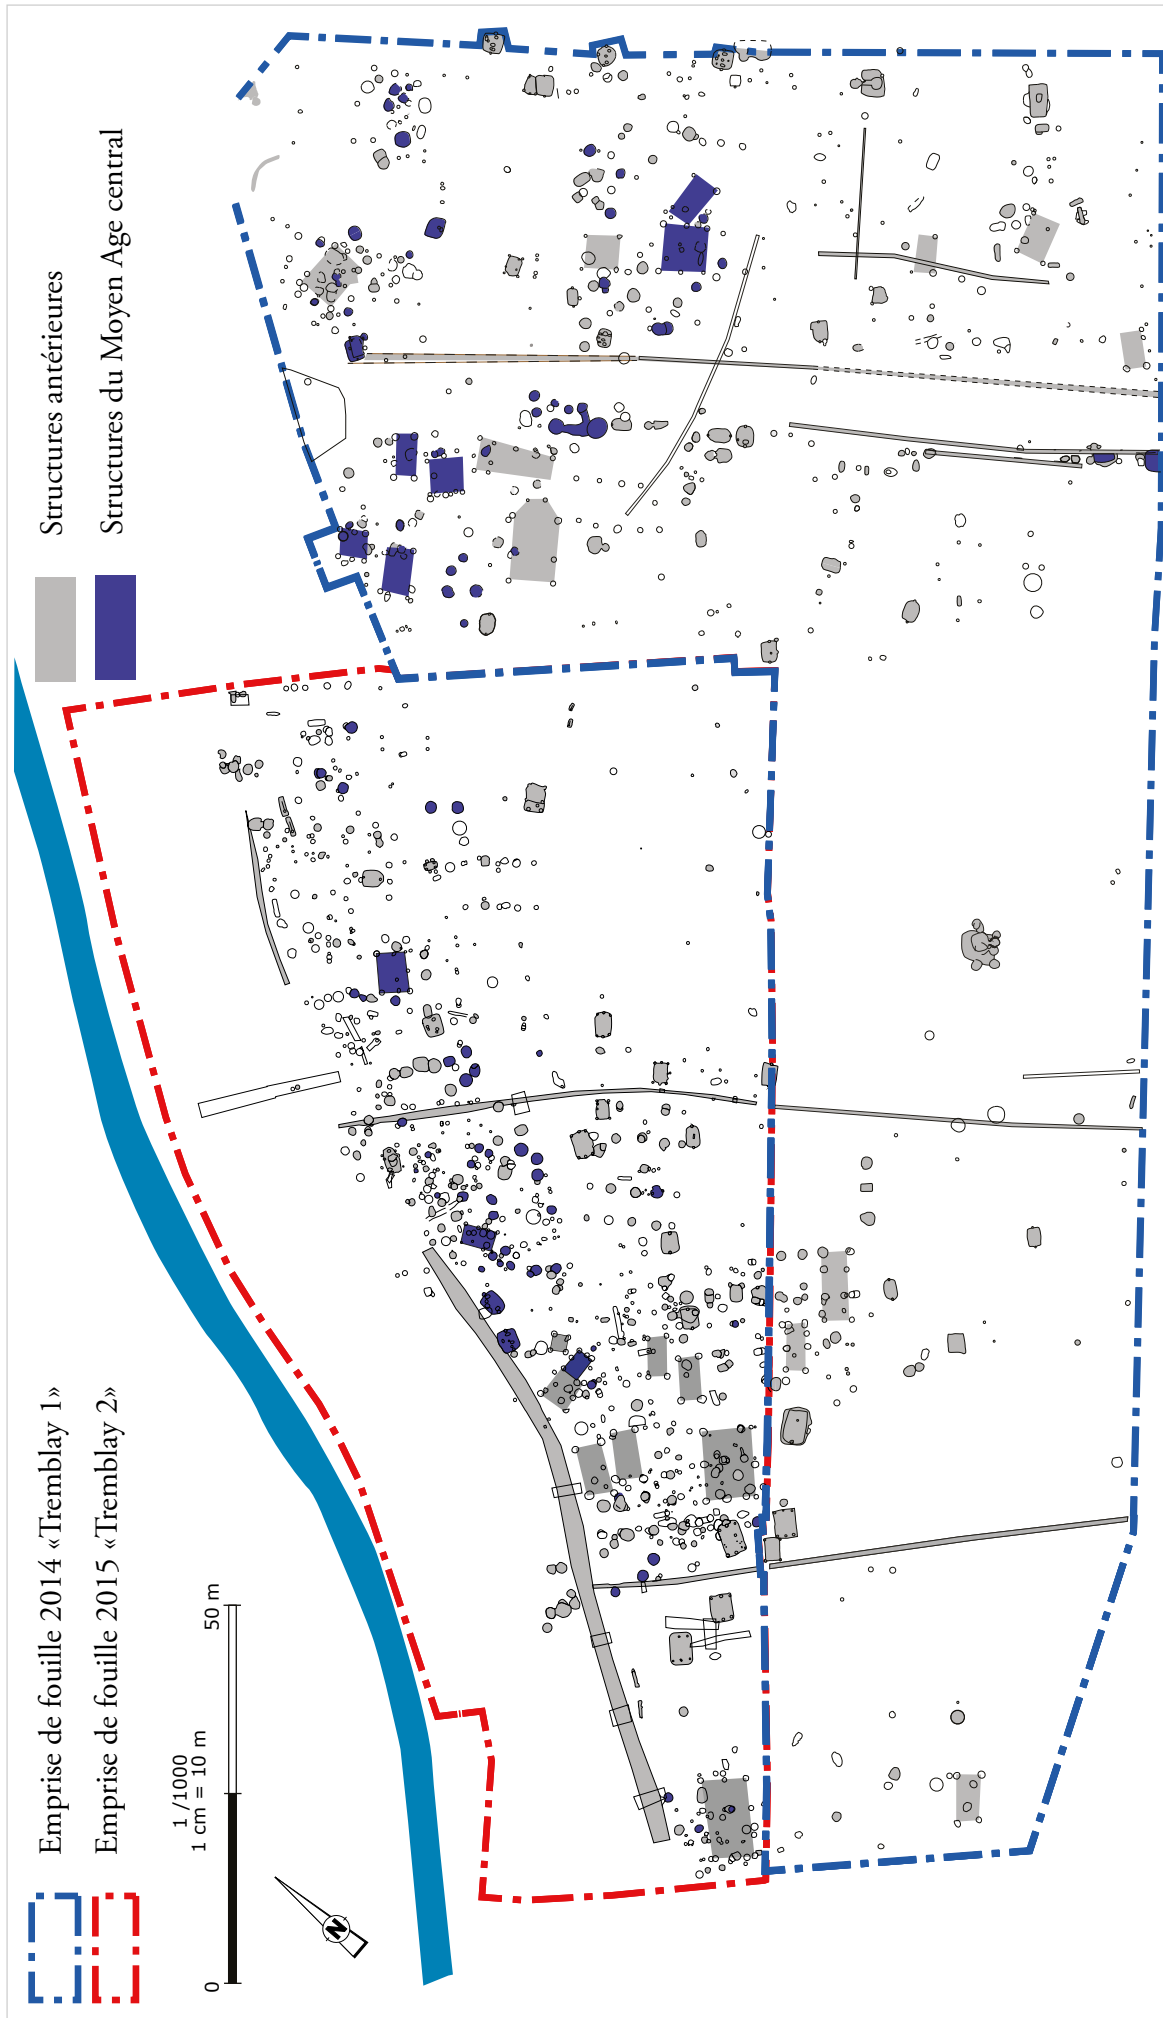 Emprise de fouille 2014 «Tremblay 1»
Emprise de fouille 2015 «Tremblay 2»
Structures antérieures
Structures du Moyen Age central
1 /1000
1 cm = 10 m
0
50 m
N